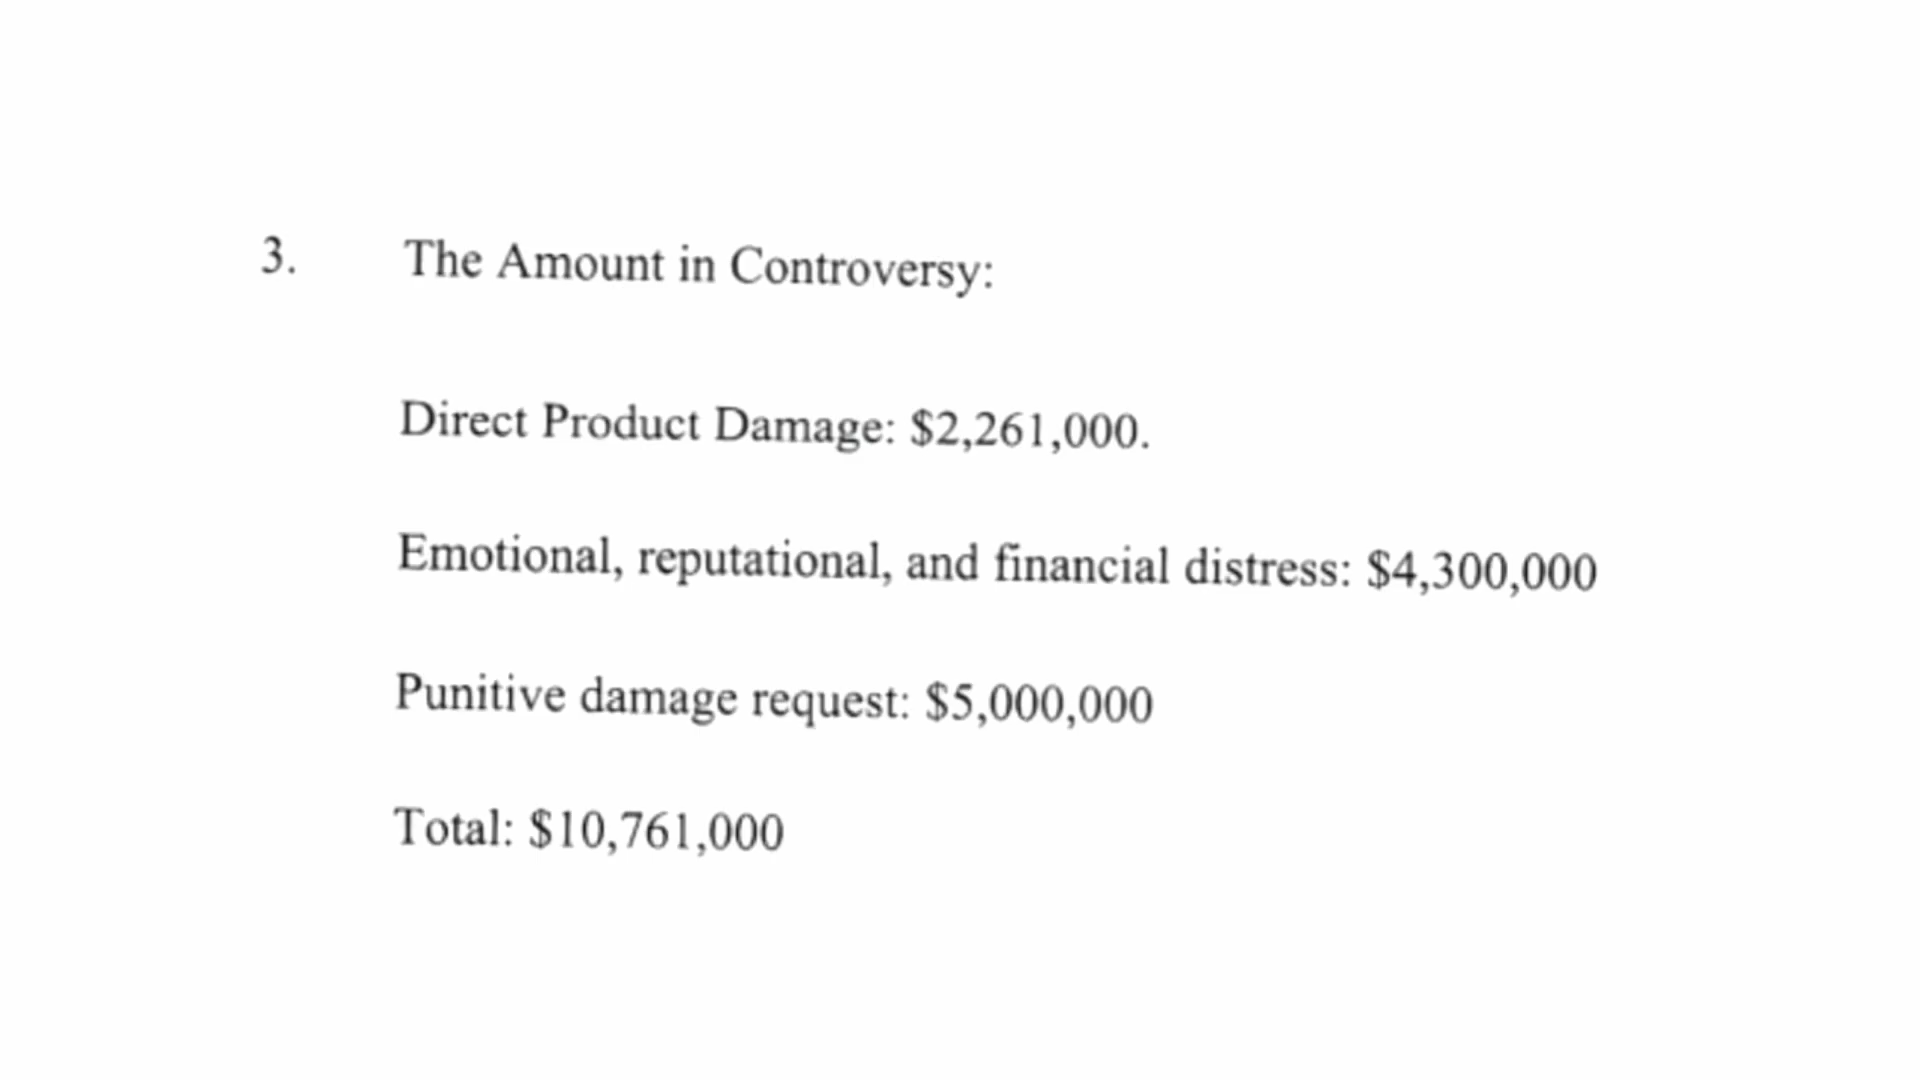 3. The Amount in Controversy:
Direct Product Damage: $2,261,000.
Emotional, reputational, and financial distress: $4,300,000
Punitive damage request: $5,000,000
Total: $10,761,000